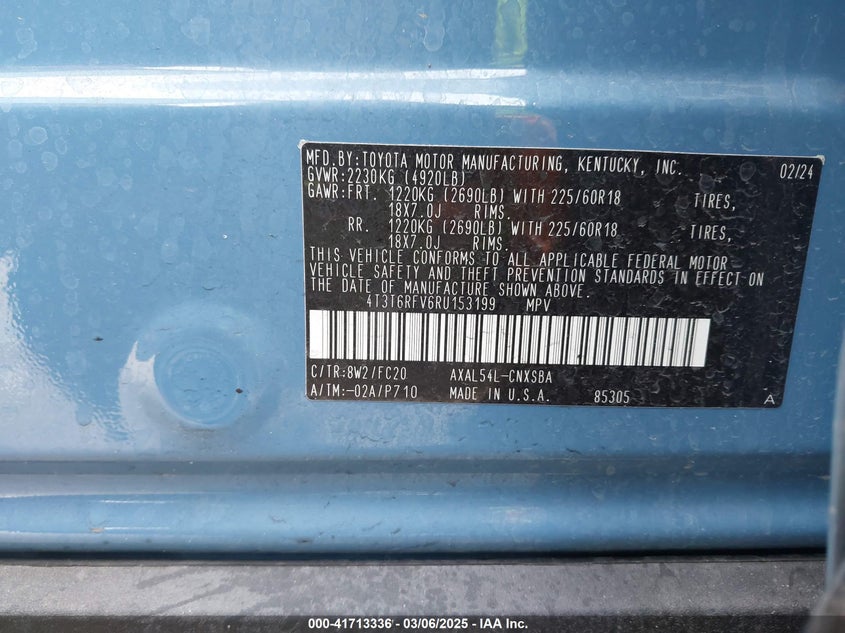 MFD.BY:TOYOTA MOTOR MANUFACTURING, KENTUCKY, INC. 02/24
GVWR:2230KG (4920LB)
GAWR:FRT. 1220KG (2690LB) WITH 225/60R18 TIRES,
18X7.0J RIMS.
RR. 1220KG (2690LB) WITH 225/60R18 TIRES,
18X7.0J RIMS.
THIS VEHICLE CONFORMS TO ALL APPLICABLE FEDERAL MOTOR
VEHICLE SAFETY AND THEFT PREVENTION STANDARDS IN EFFECT ON
THE DATE OF MANUFACTURE SHOWN ABOVE.
4T3T6RFV6RU153199 MPV
C/TR:8W2/FC20 AXAL54L-CNXSBA
A/TM:-02A/P710 MADE IN U.S.A. 85305 A
000-41713336 - 03/06/2025 - IAA Inc.